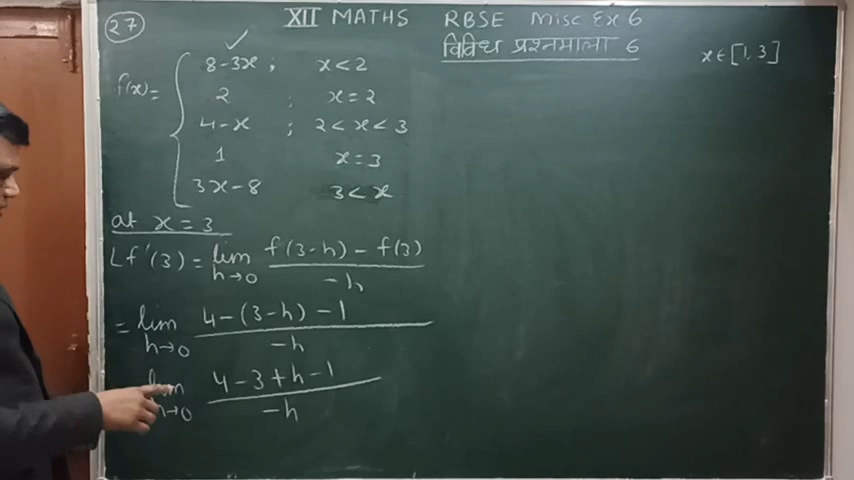 27 XII MATHS RBSE Misc Ex 6
विविध प्रश्नमाला 6
x ∈ [1, 3]
f(x) = { 8-3x ; x < 2
2 ; x = 2
4-x ; 2 < x < 3
1 x = 3
3x-8 3 < x
at x = 3
Lf'(3) = lim h→0 f(3-h) - f(3) / -h
= lim h→0 4-(3-h)-1 / -h
lim h→0 4-3+h-1 / -h